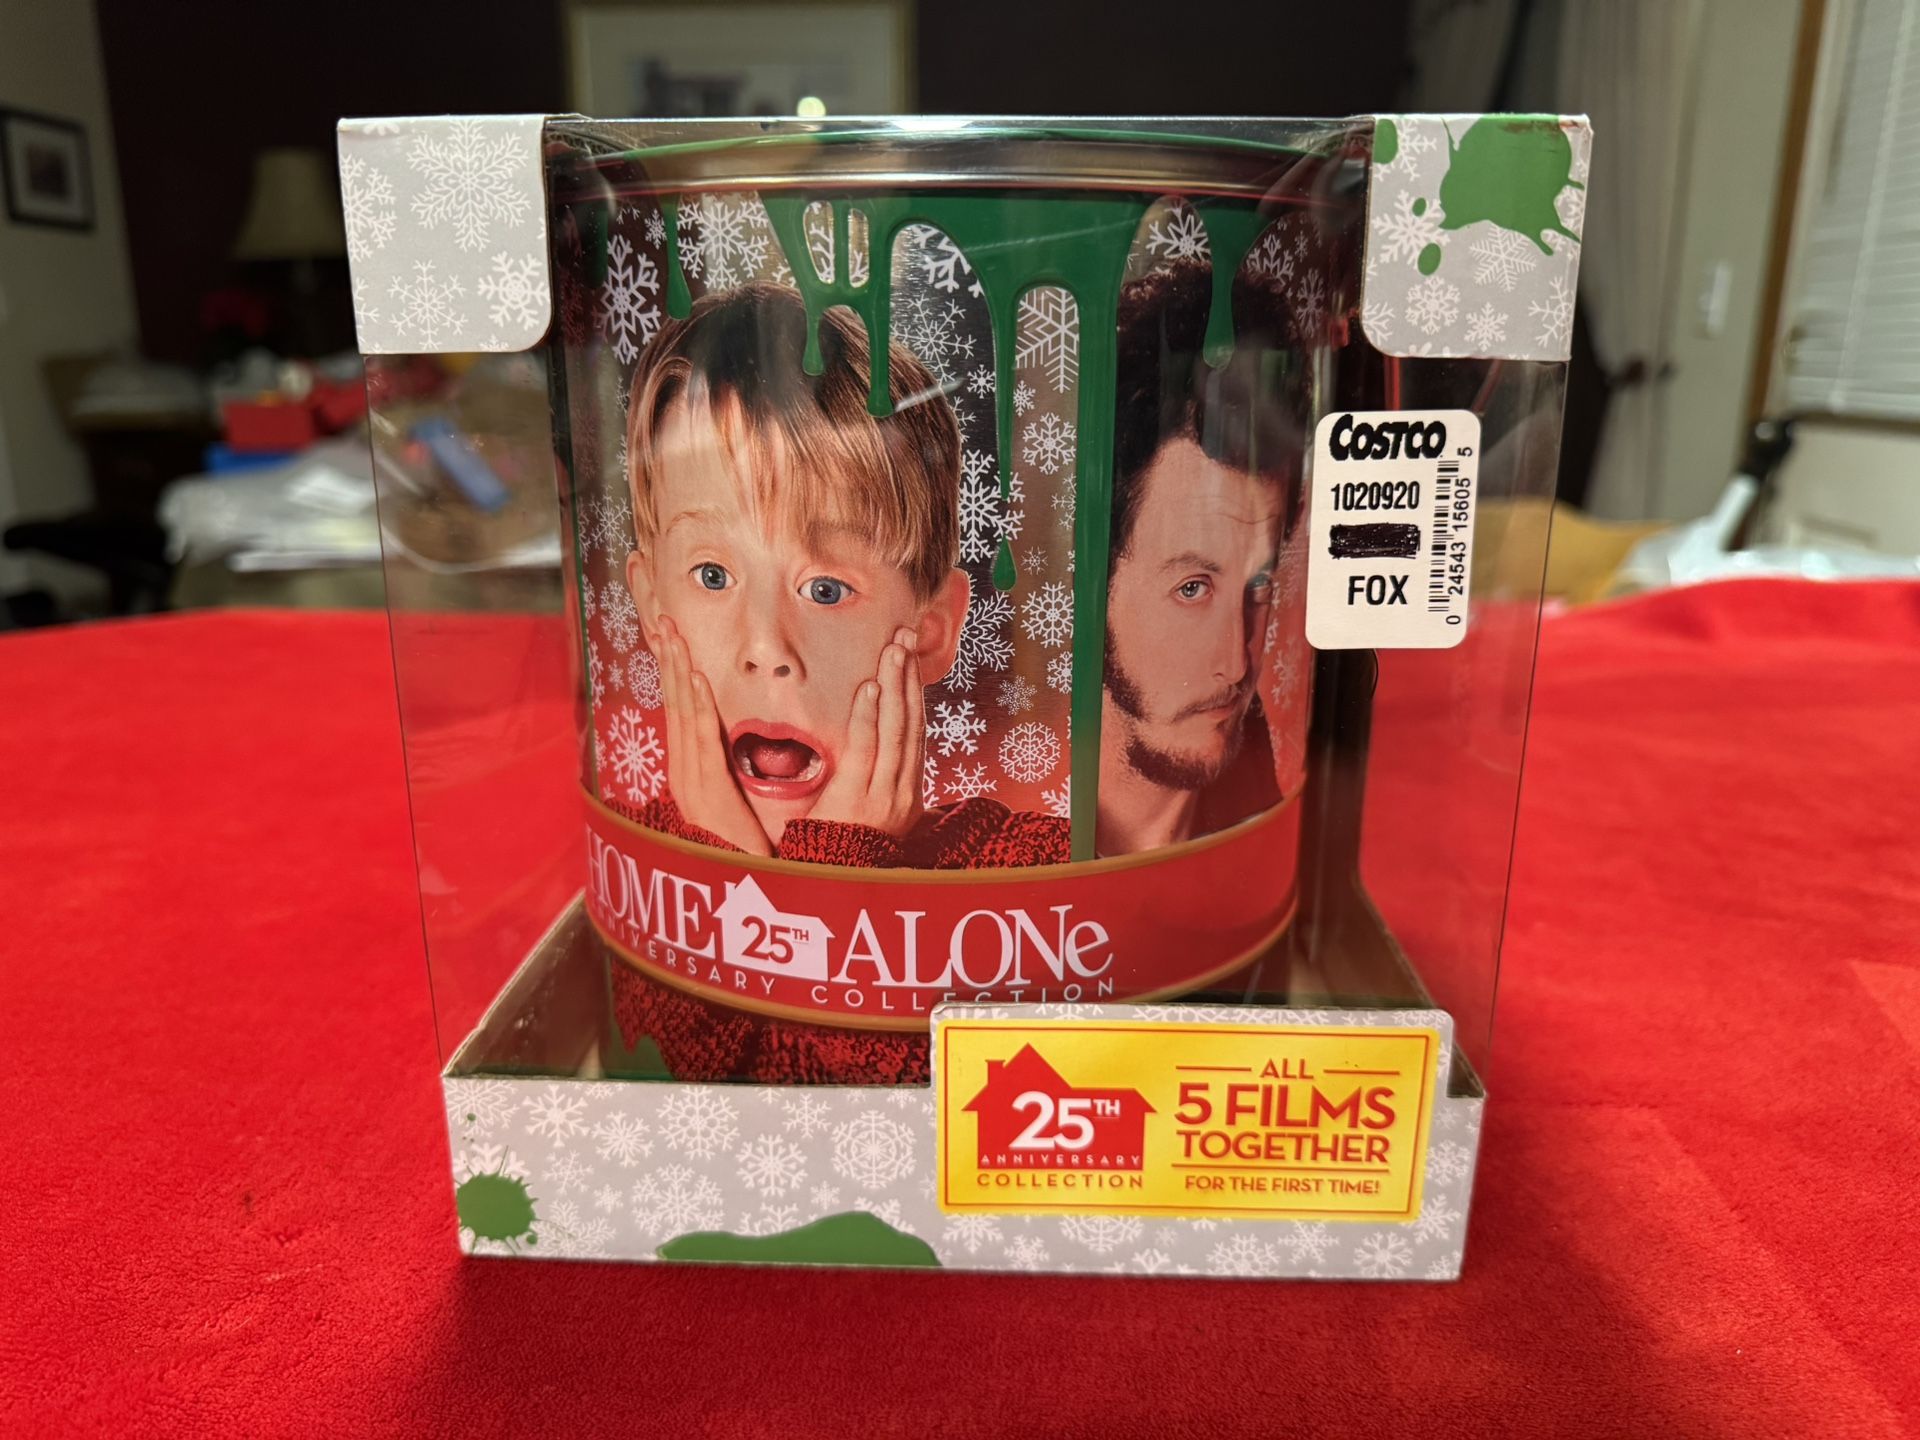 COSTCO
1020920
FOX
0 24543 15605 5
HOME 25TH ALONe
ANNIVERSARY COLLECTION
25TH
ANNIVERSARY
COLLECTION
ALL
5 FILMS
TOGETHER
FOR THE FIRST TIME!